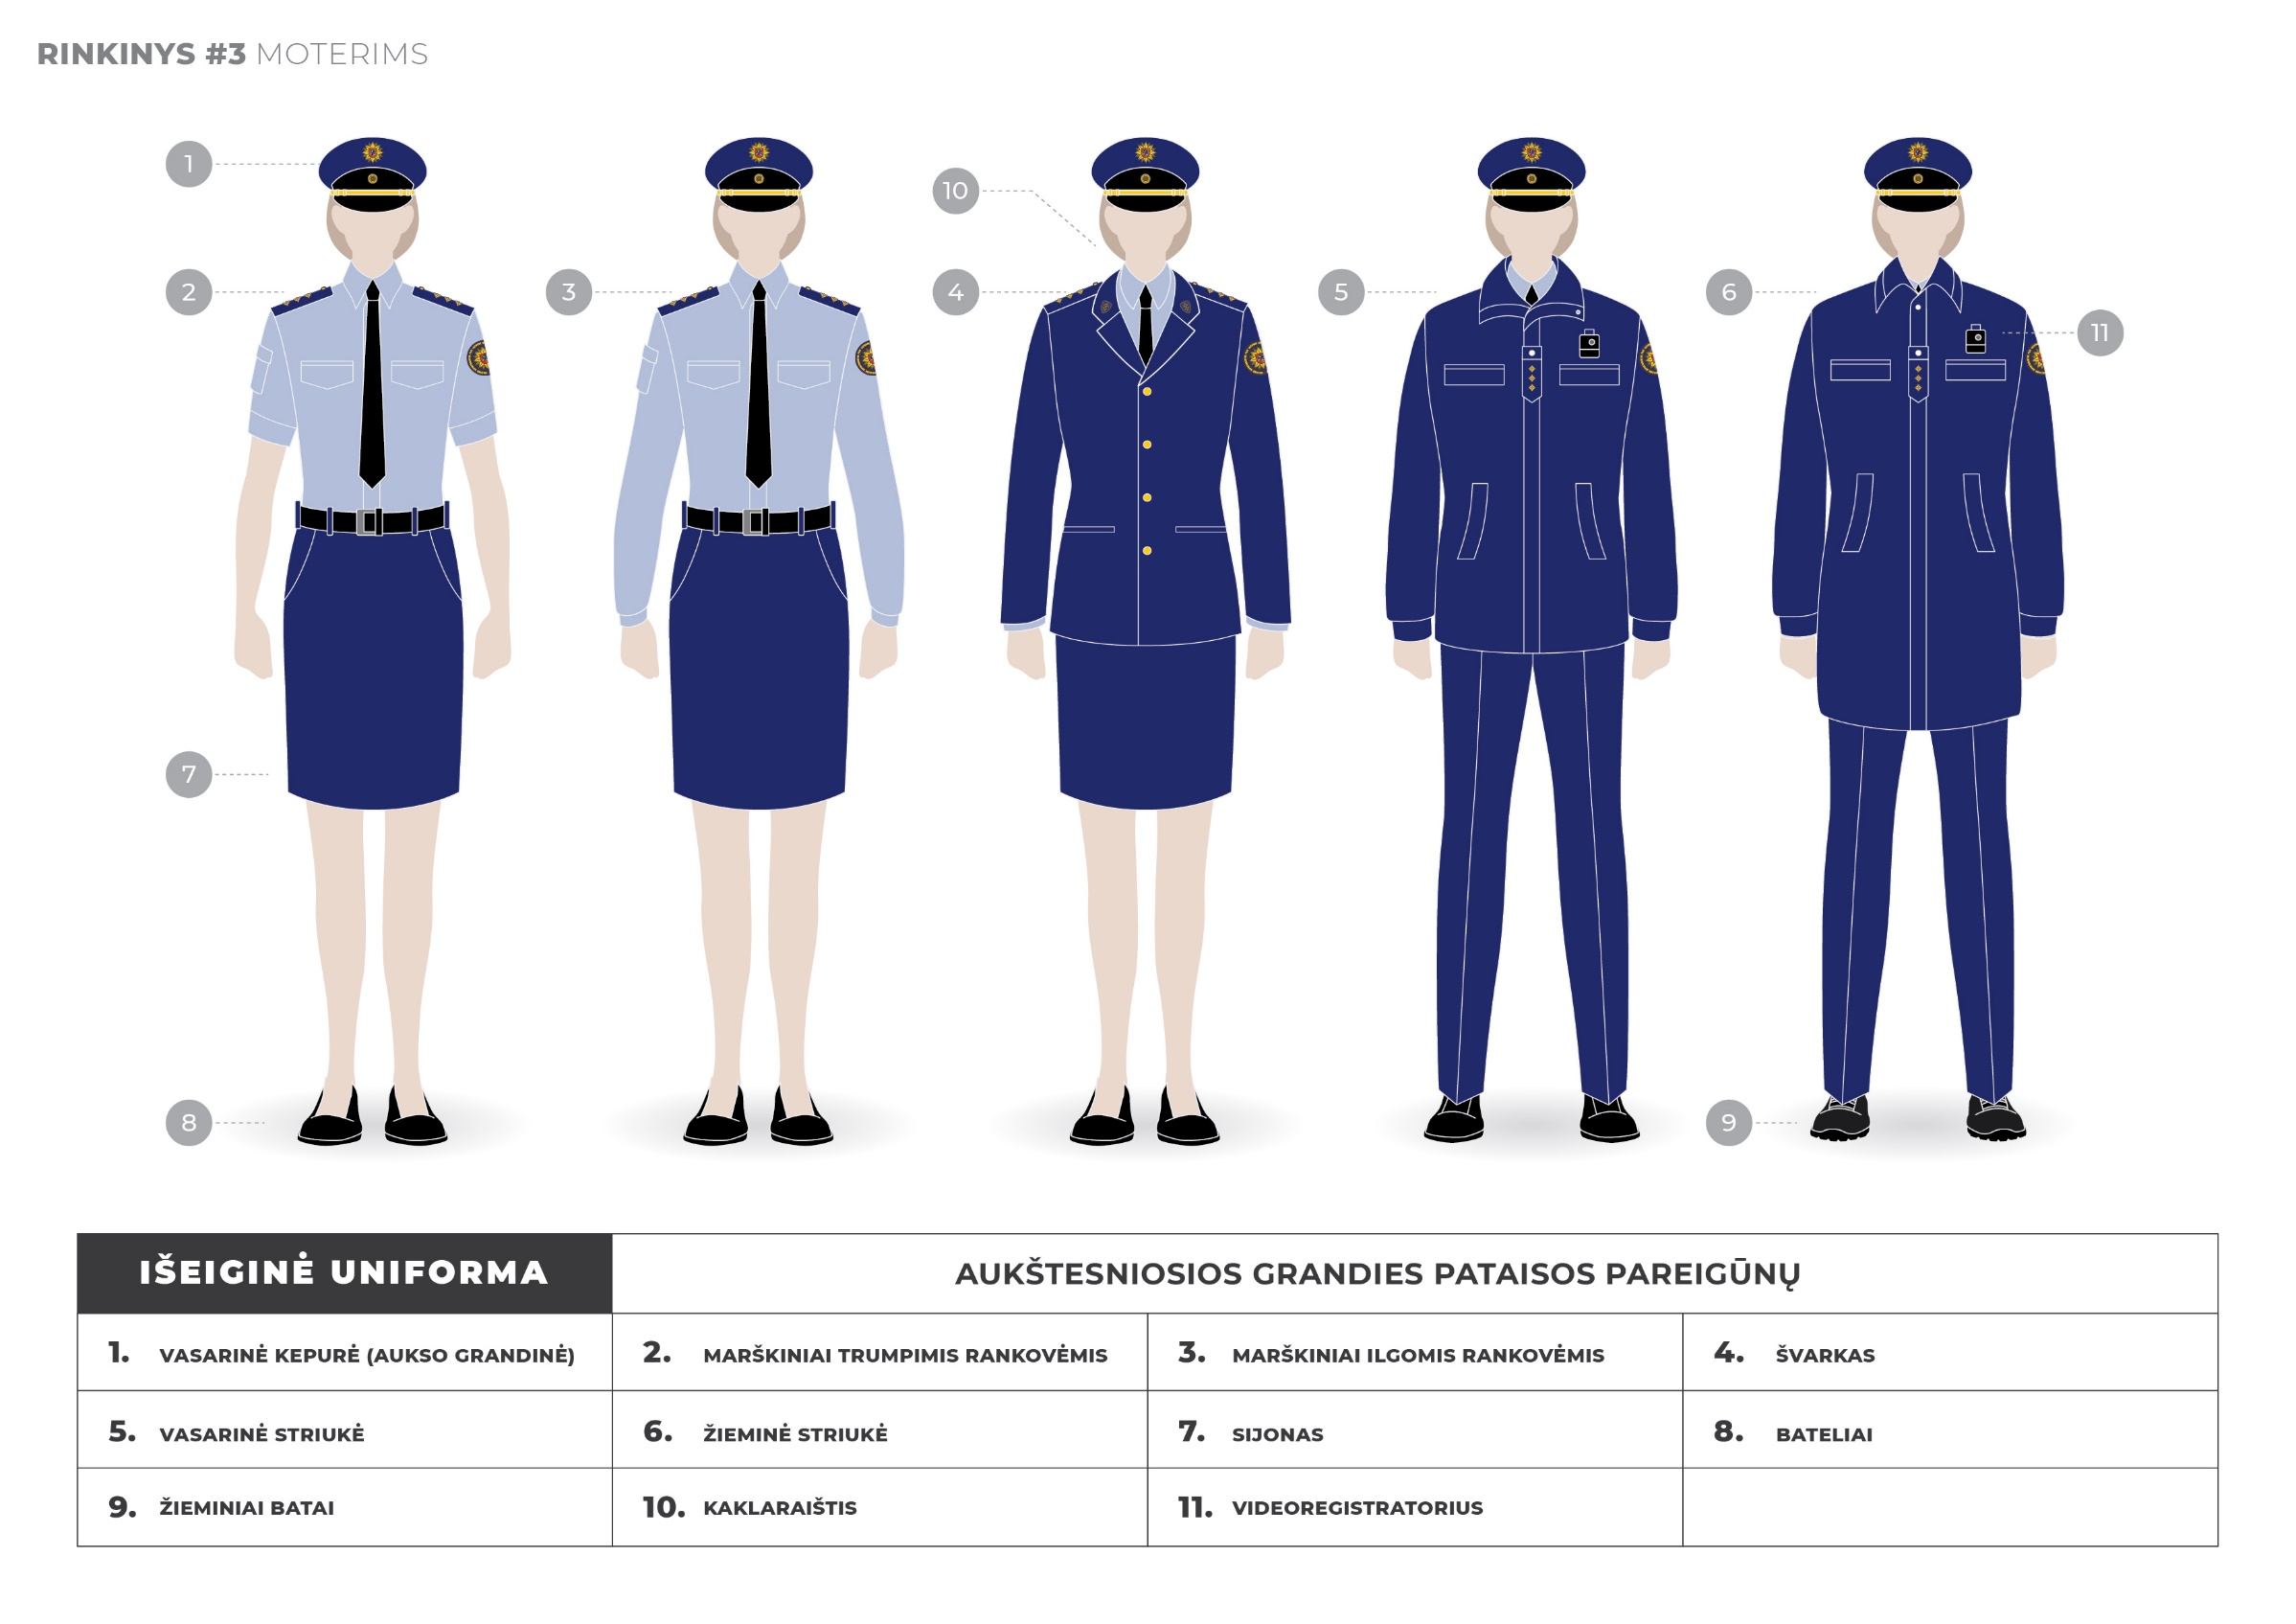 RINKINYS #3 MOTERIMS
1
10
2
3
4
5
6
11
7
8
9
IŠEIGINĖ UNIFORMA
AUKŠTESNIOSIOS GRANDIES PATAISOS PAREIGŪNŲ
1. VASARINĖ KEPURĖ (AUKSO GRANDINĖ)
2. MARŠKINIAI TRUMPIMIS RANKOVĖMIS
3. MARŠKINIAI ILGOMIS RANKOVĖMIS
4. ŠVARKAS
5. VASARINĖ STRIUKĖ
6. ŽIEMINĖ STRIUKĖ
7. SIJONAS
8. BATELIAI
9. ŽIEMINIAI BATAI
10. KAKLARAIŠTIS
11. VIDEOREGISTRATORIUS